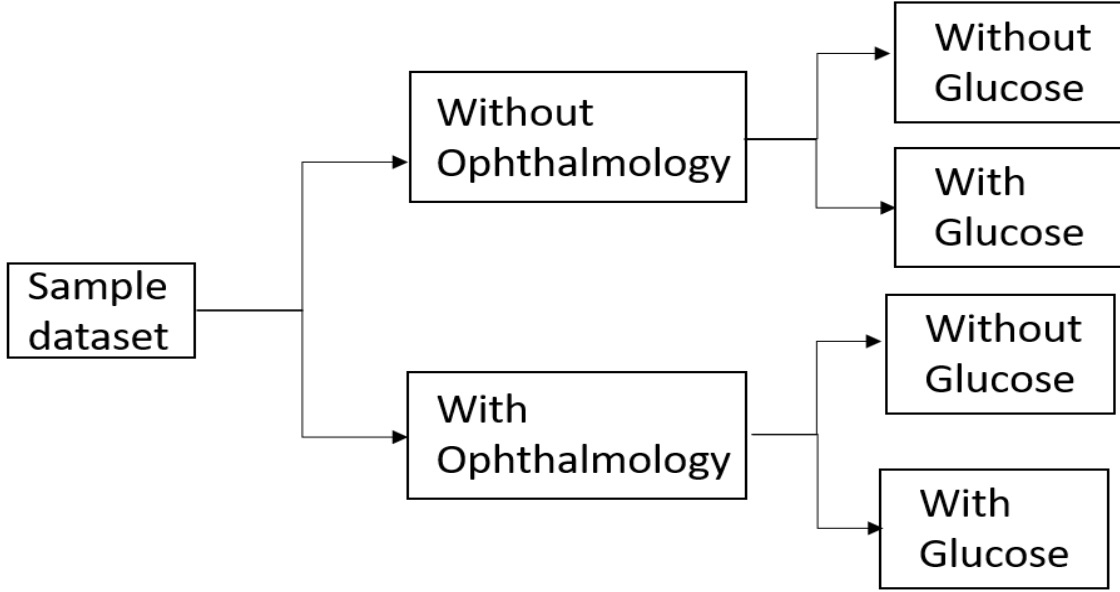 Sample
dataset
Without
Ophthalmology
With
Ophthalmology
Without
Glucose
With
Glucose
Without
Glucose
With
Glucose